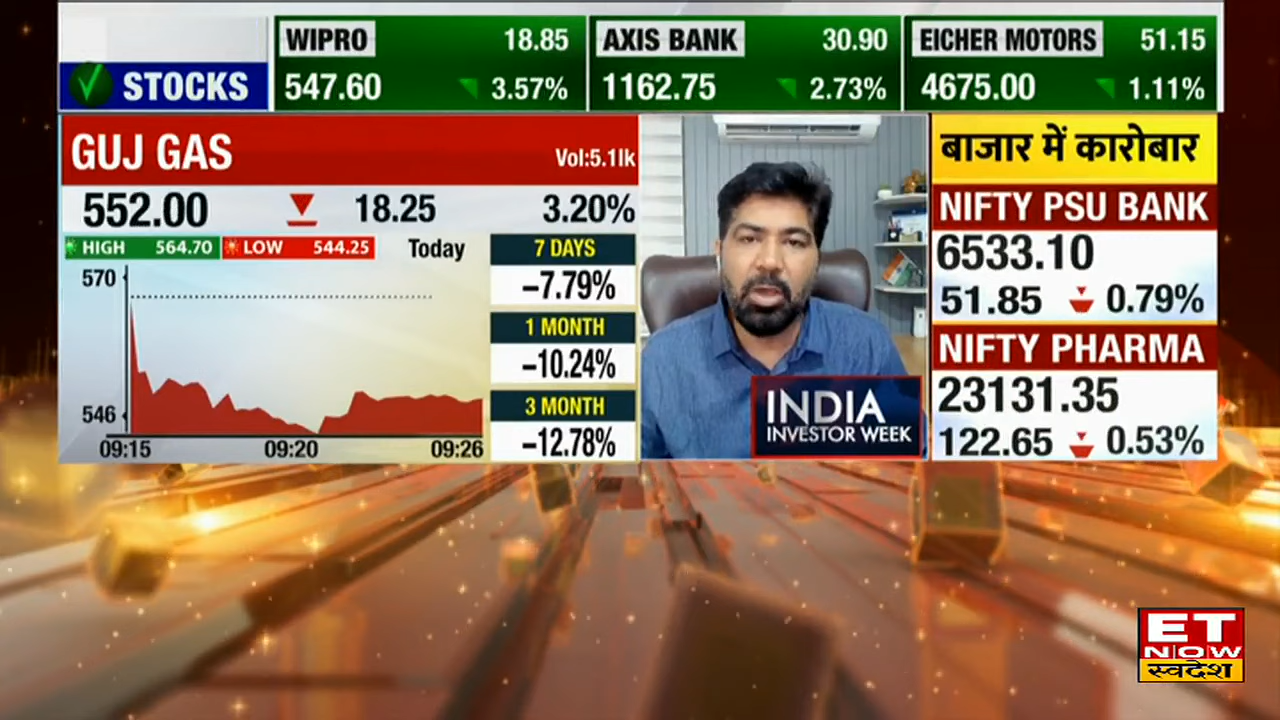 STOCKS
WIPRO 18.85
547.60 3.57%
AXIS BANK 30.90
1162.75 2.73%
EICHER MOTORS 51.15
4675.00 1.11%
GUJ GAS Vol:5.1lk
552.00 18.25 3.20%
HIGH 564.70 LOW 544.25 Today
570
546
09:15 09:20 09:26
7 DAYS
-7.79%
1 MONTH
-10.24%
3 MONTH
-12.78%
INDIA
INVESTOR WEEK
बाजार में कारोबार
NIFTY PSU BANK
6533.10
51.85 0.79%
NIFTY PHARMA
23131.35
122.65 0.53%
ET
NOW
स्वदेश